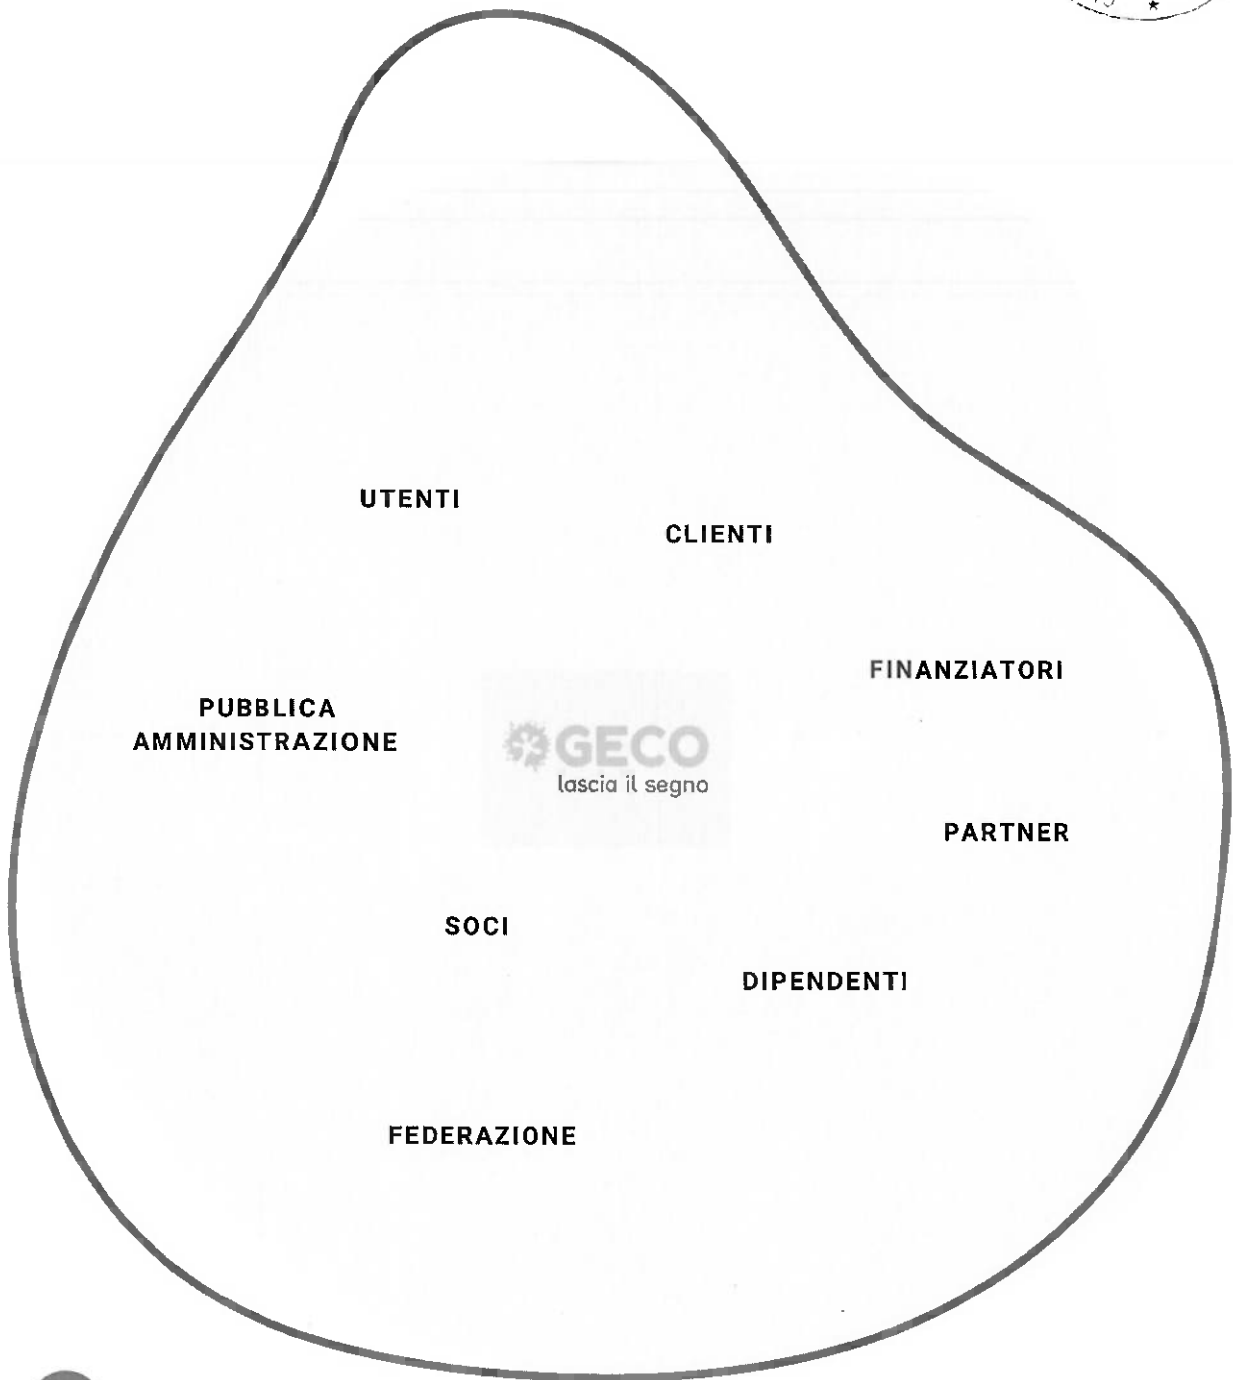 UTENTI
CLIENTI
FINANZIATORI
PUBBLICA
AMMINISTRAZIONE
GECO
lascia il segno
PARTNER
SOCI
DIPENDENTI
FEDERAZIONE